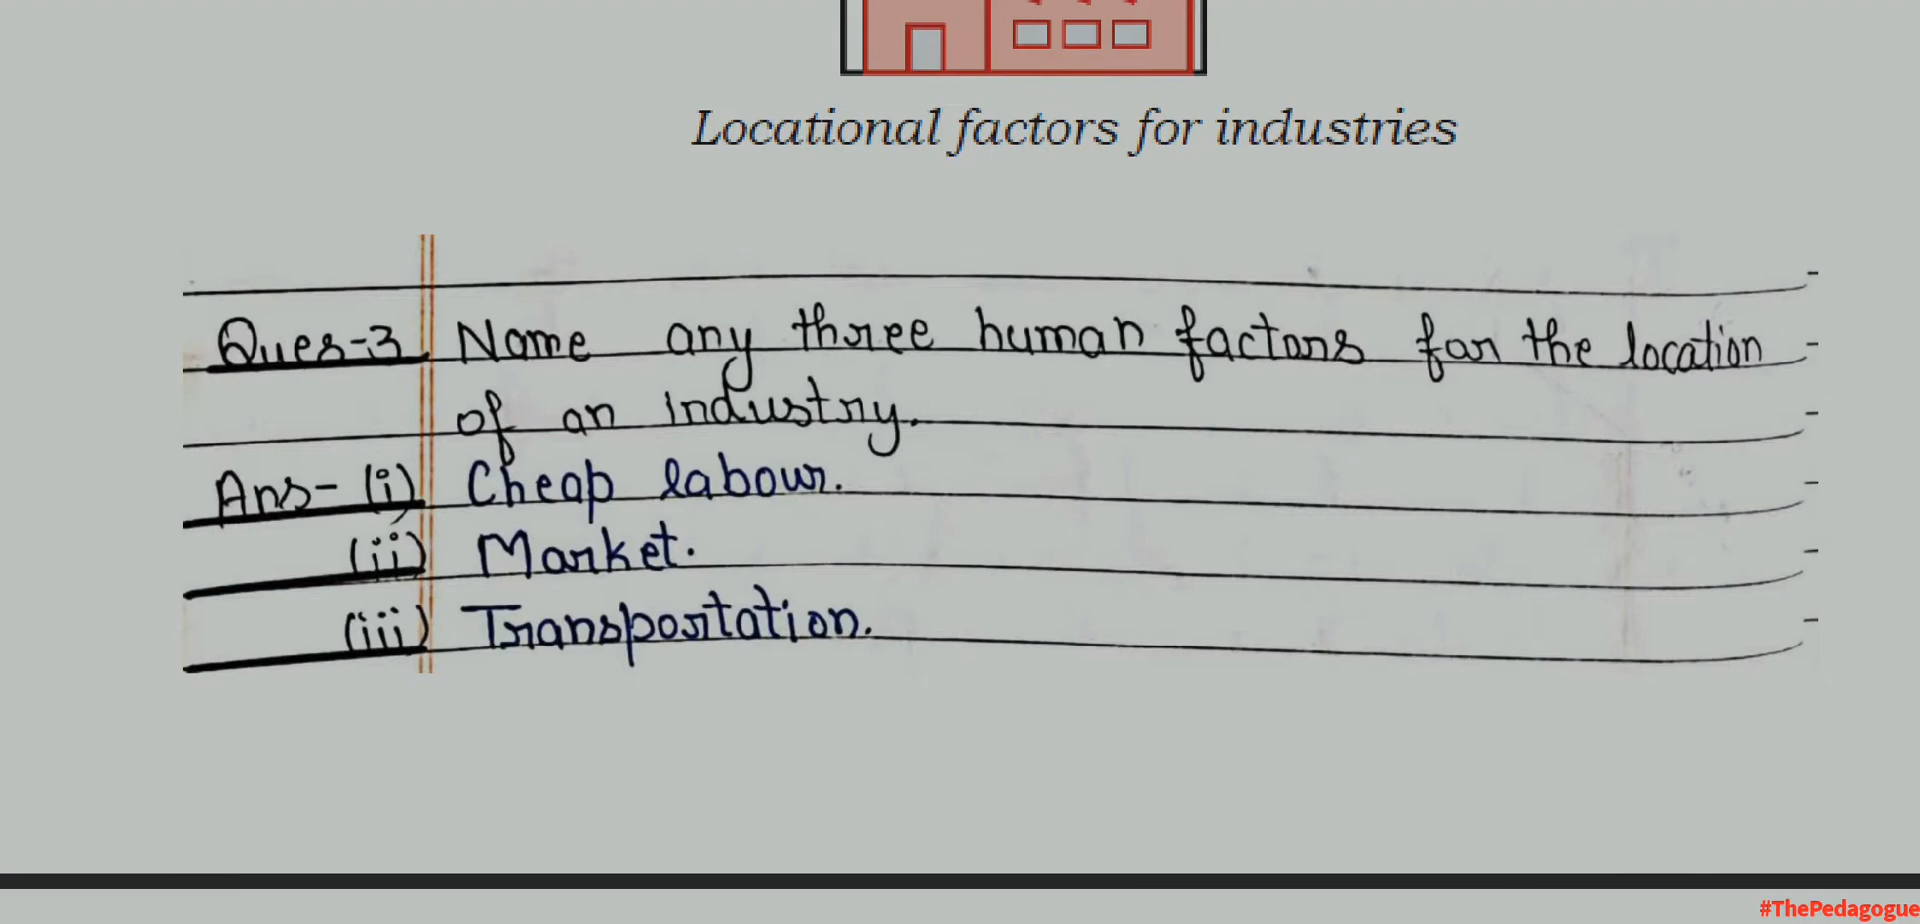 Locational factors for industries
Ques-3 Name any three human factors for the location
of an industry.
Ans- (i) Cheap labour.
(ii) Market.
(iii) Transportation.
#ThePedagogue